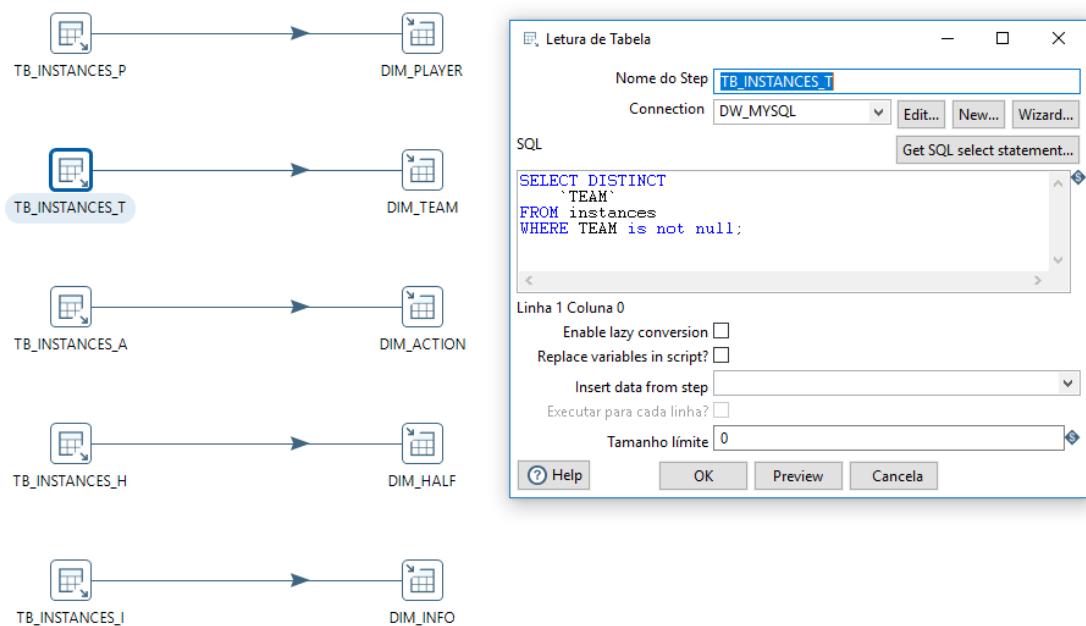 TB_INSTANCES_P
DIM_PLAYER
TB_INSTANCES_T
DIM_TEAM
TB_INSTANCES_A
DIM_ACTION
TB_INSTANCES_H
DIM_HALF
TB_INSTANCES_I
DIM_INFO
Letura de Tabela
Nome do Step TB_INSTANCES_T
Connection DW_MYSQL Edit... New... Wizard...
SQL Get SQL select statement...
SELECT DISTINCT
`TEAM`
FROM instances
WHERE TEAM is not null;
Linha 1 Coluna 0
Enable lazy conversion
Replace variables in script?
Insert data from step
Executar para cada linha?
Tamanho límite 0
Help OK Preview Cancela